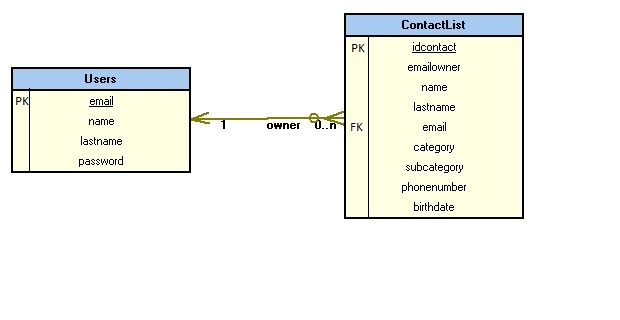 Users
PK email
name
lastname
password
1 owner 0..n
ContactList
PK idcontact
emailowner
name
lastname
FK email
category
subcategory
phonenumber
birthdate